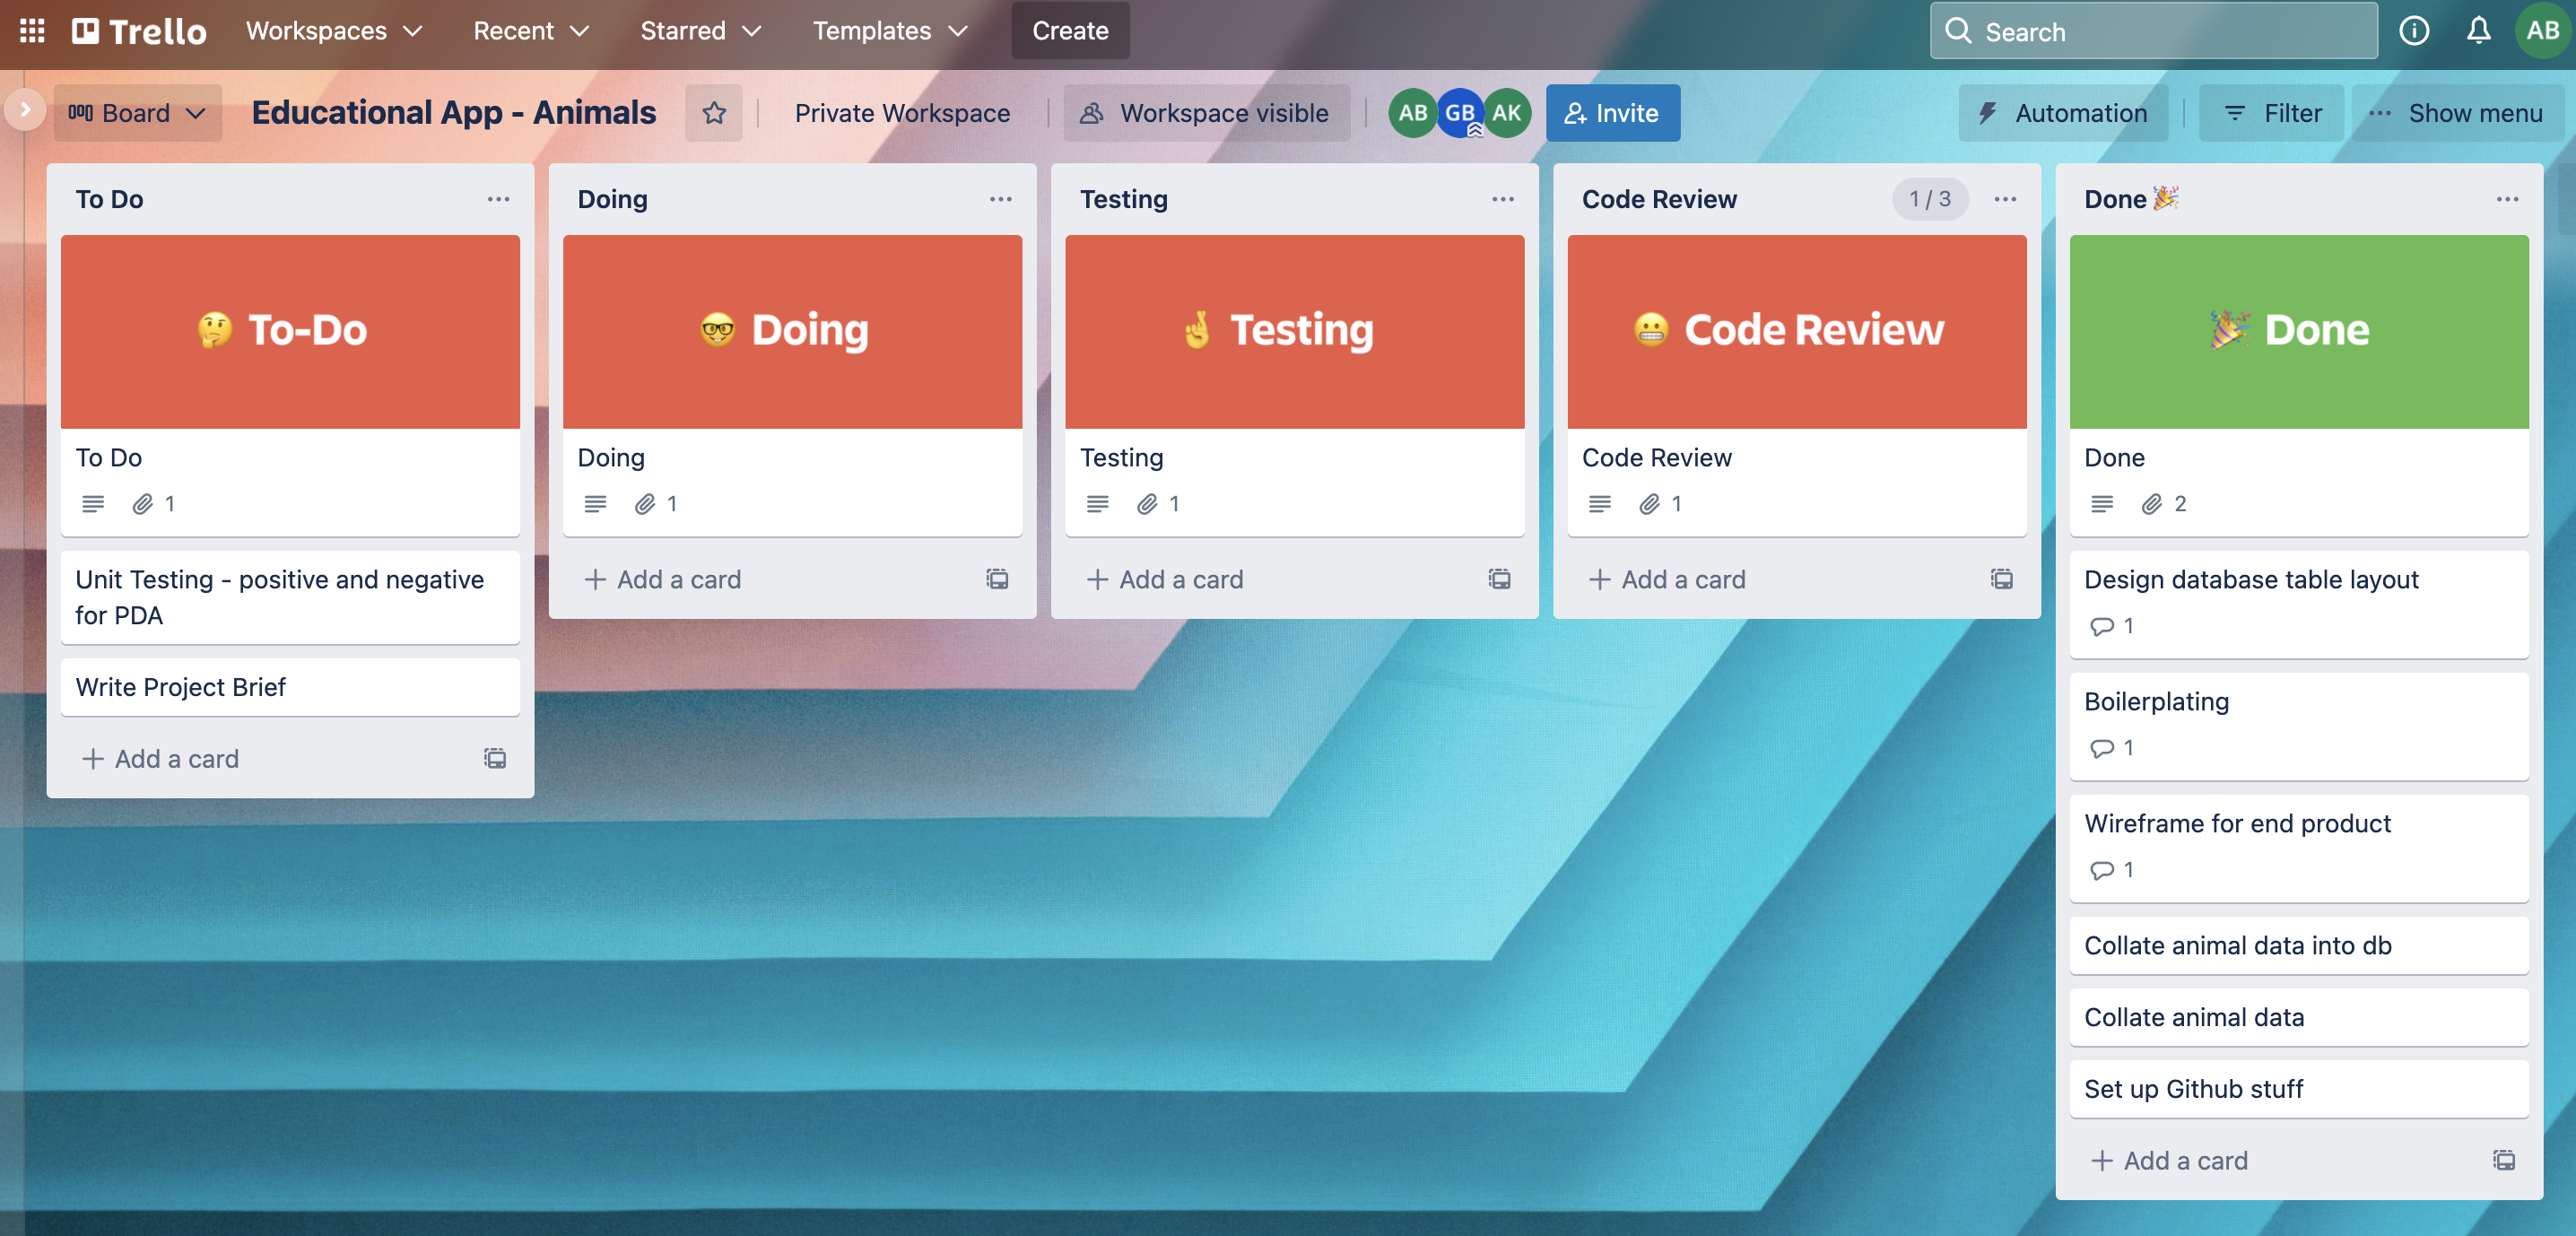 Trello
Workspaces
Recent
Starred
Templates
Create
Search
AB
Board
Educational App - Animals
Private Workspace
Workspace visible
AB
GB
AK
Invite
Automation
Filter
Show menu
To Do
🤔 To-Do
To Do
1
Unit Testing - positive and negative
for PDA
Write Project Brief
+ Add a card
Doing
🤓 Doing
Doing
1
+ Add a card
Testing
🤞 Testing
Testing
1
+ Add a card
Code Review
1 / 3
😬 Code Review
Code Review
1
+ Add a card
Done 🎉
🎉 Done
Done
2
Design database table layout
1
Boilerplating
1
Wireframe for end product
1
Collate animal data into db
Collate animal data
Set up Github stuff
+ Add a card